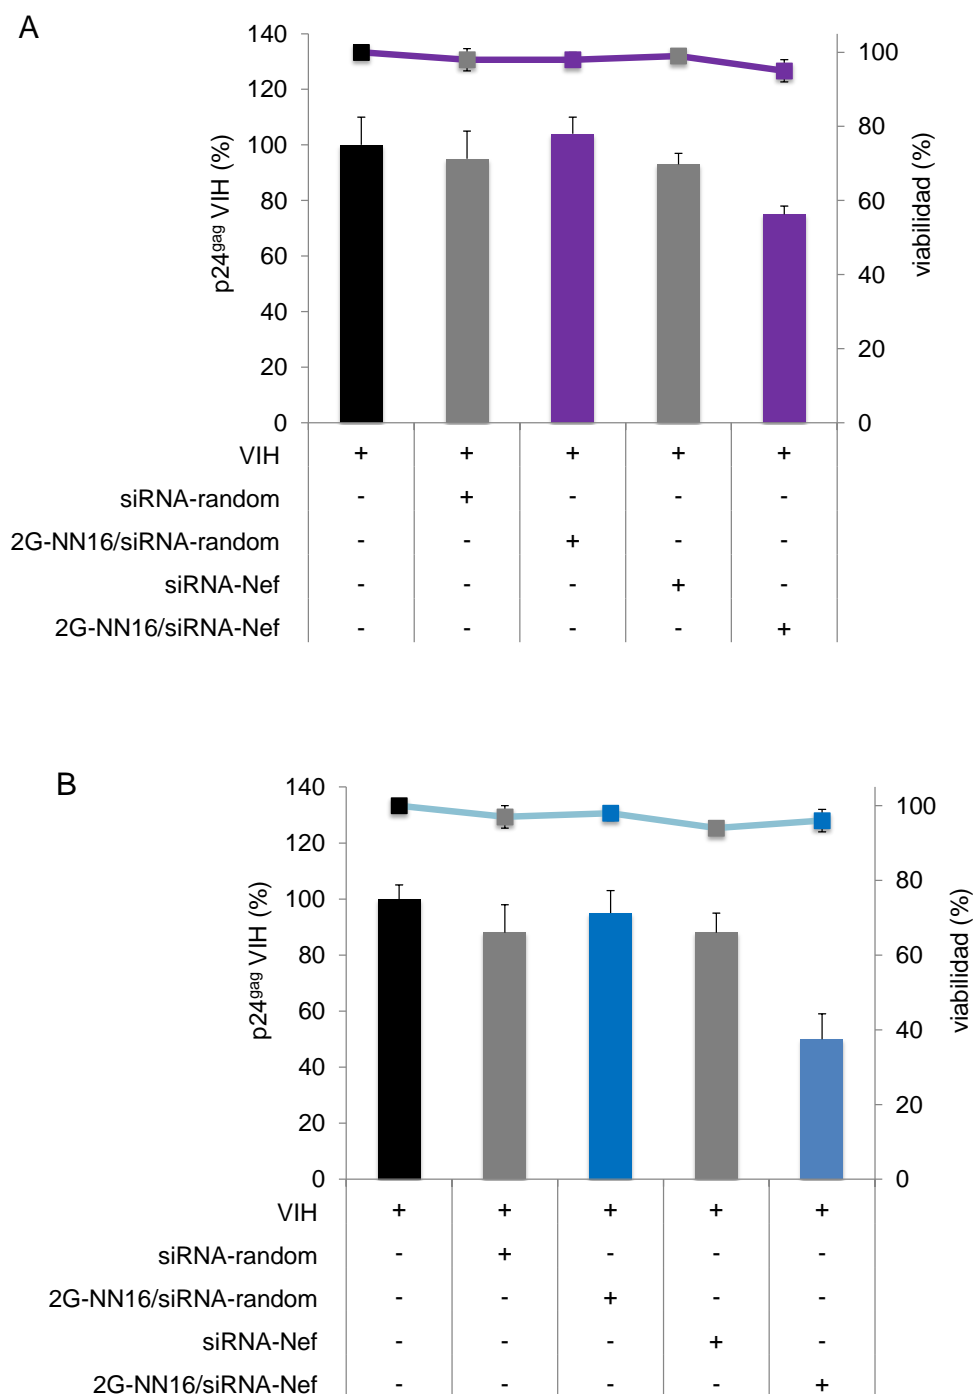 A
140
120
100
80
60
40
20
0
p24gag VIH (%)
100
80
60
40
20
0
viabilidad (%)
VIH + + + + +
siRNA-random - + - - -
2G-NN16/siRNA-random - - + - -
siRNA-Nef - - - + -
2G-NN16/siRNA-Nef - - - - +
B
140
120
100
80
60
40
20
0
p24gag VIH (%)
100
80
60
40
20
0
viabilidad (%)
VIH + + + + +
siRNA-random - + - - -
2G-NN16/siRNA-random - - + - -
siRNA-Nef - - - + -
2G-NN16/siRNA-Nef - - - - +